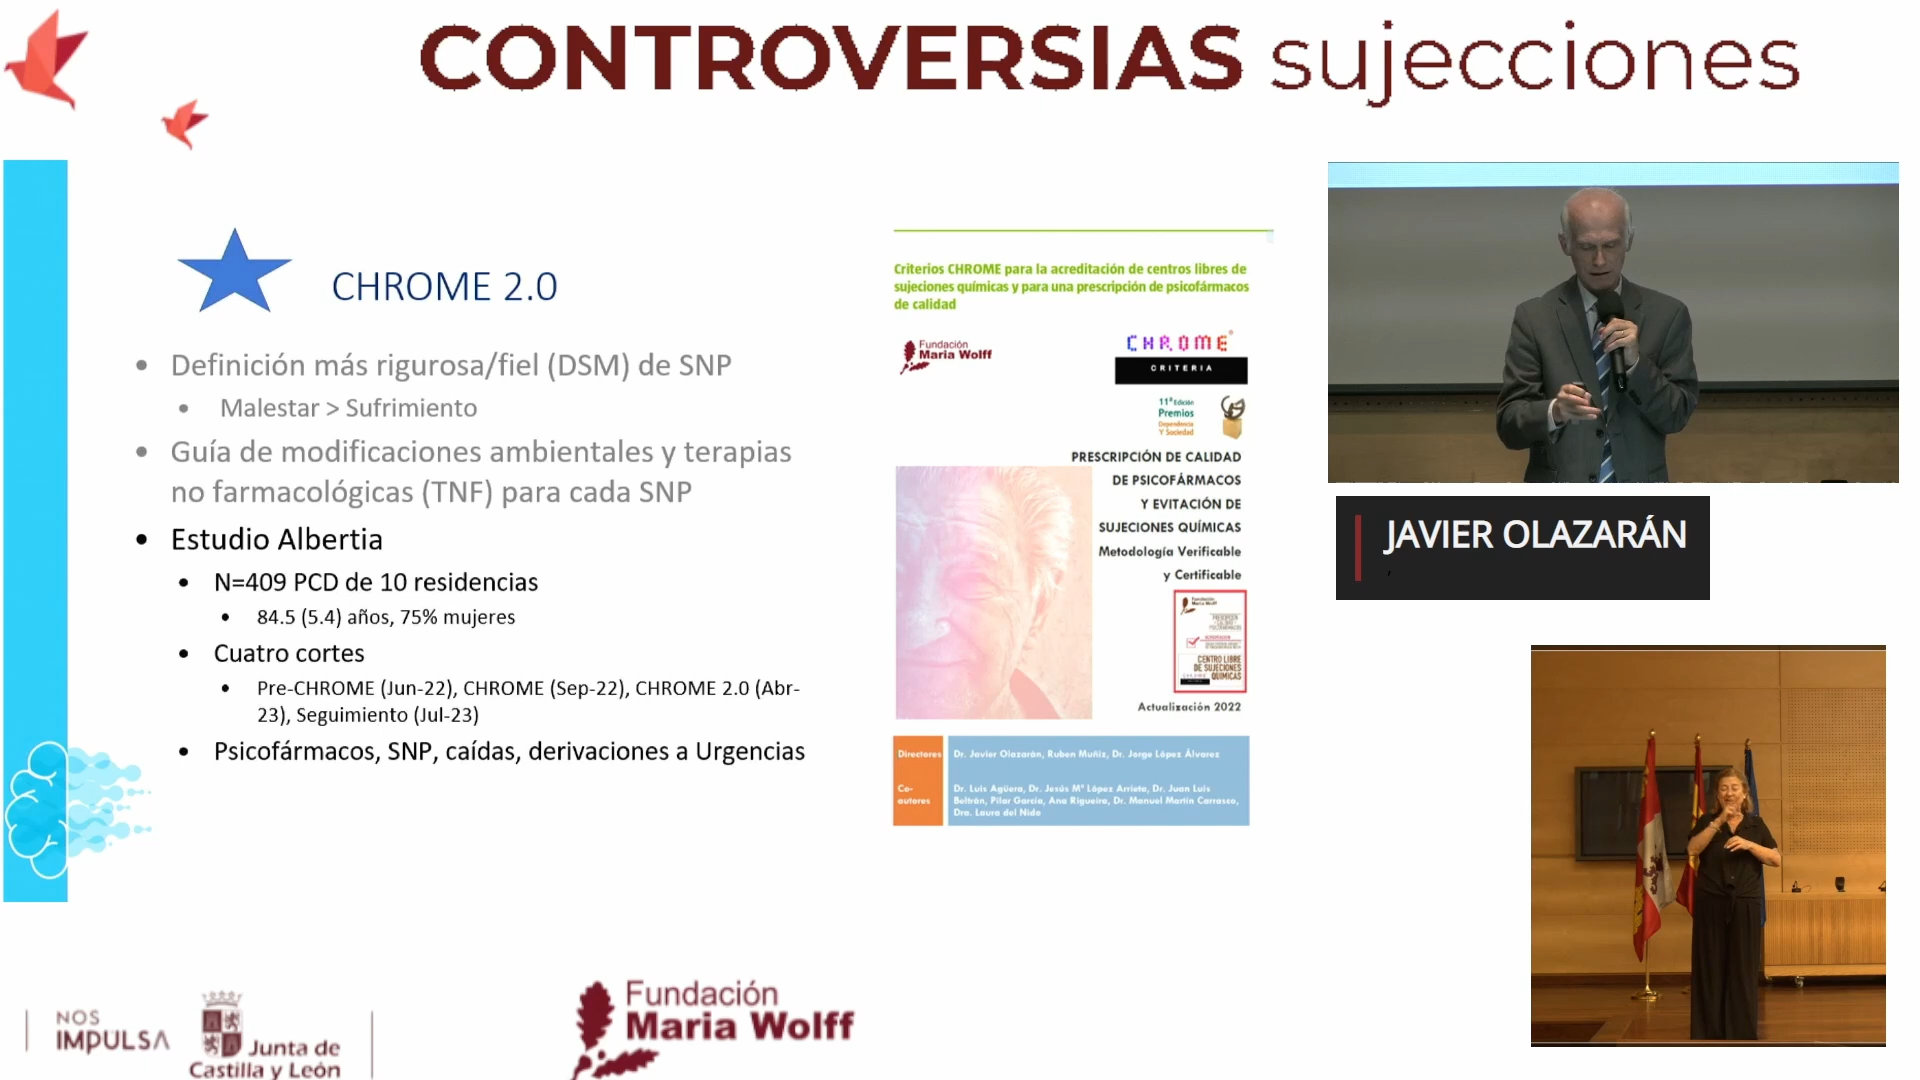 CONTROVERSIAS sujecciones
CHROME 2.0
• Definición más rigurosa/fiel (DSM) de SNP
• Malestar > Sufrimiento
• Guía de modificaciones ambientales y terapias
no farmacológicas (TNF) para cada SNP
• Estudio Albertia
• N=409 PCD de 10 residencias
• 84.5 (5.4) años, 75% mujeres
• Cuatro cortes
• Pre-CHROME (Jun-22), CHROME (Sep-22), CHROME 2.0 (Abr-
23), Seguimiento (Jul-23)
• Psicofármacos, SNP, caídas, derivaciones a Urgencias
Criterios CHROME para la acreditación de centros libres de
sujeciones químicas y para una prescripción de psicofármacos
de calidad
Fundación
Maria Wolff
CHROME®
CRITERIA
11ª Edición
Premios
Dependencia
Y Sociedad
PRESCRIPCIÓN DE CALIDAD
DE PSICOFÁRMACOS
Y EVITACIÓN DE
SUJECIONES QUÍMICAS
Metodología Verificable
y Certificable
Fundación
Maria Wolff
CENTRO LIBRE
DE SUJECIONES
QUÍMICAS
Actualización 2022
Directores
Dr. Javier Olazarán, Ruben Muñiz, Dr. Jorge López Álvarez
Co-
autores
Dr. Luis Agüera, Dr. Jesús Mª López Arrieta, Dr. Juan Luis
Beltrán, Pilar García, Ana Rigueira, Dr. Manuel Martín Carrasco,
Dra. Laura del Nido
JAVIER OLAZARÁN
,
NOS
IMPULSA
Junta de
Castilla y León
Fundación
Maria Wolff